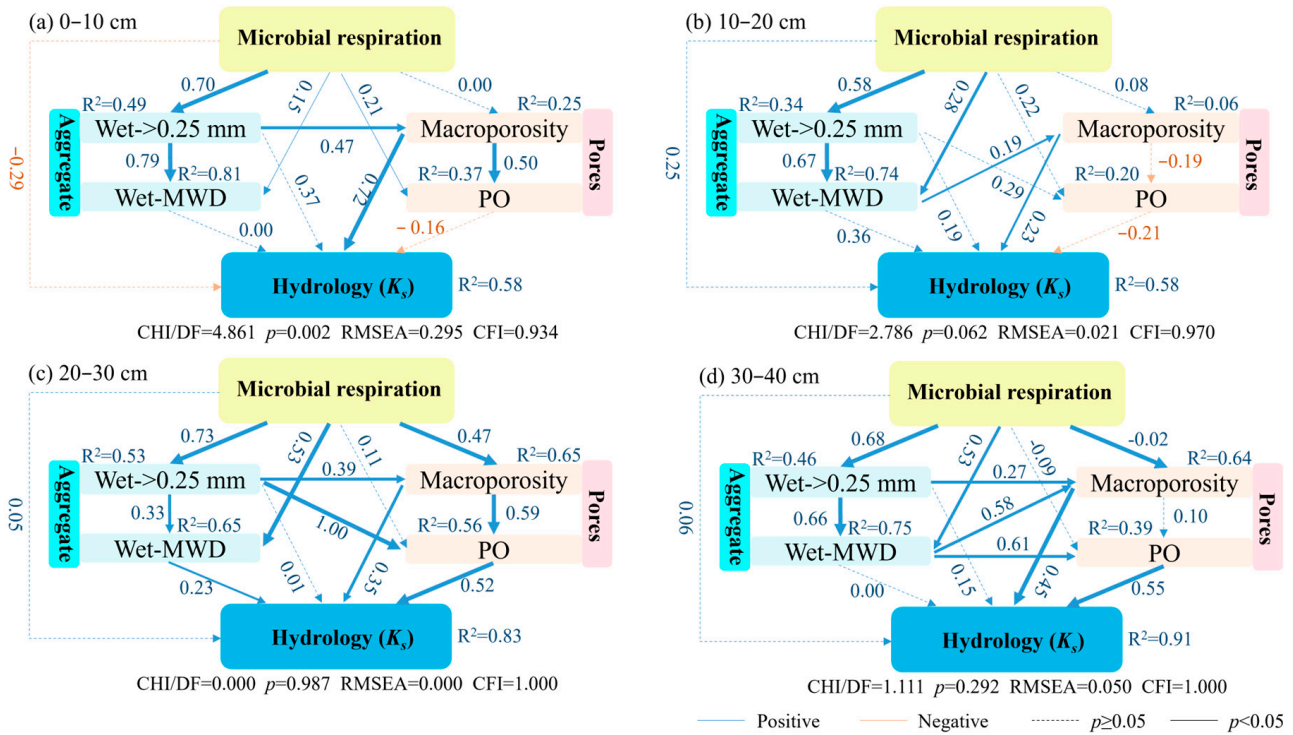 (a) 0–10 cm
Microbial respiration
0.70
0.15
0.21
0.00
R²=0.49
R²=0.25
Aggregate
Wet->0.25 mm
Macroporosity
Pores
0.47
0.79
R²=0.81
0.37
0.72
R²=0.37
0.50
−0.29
Wet-MWD
PO
0.00
− 0.16
Hydrology (Ks)
R²=0.58
CHI/DF=4.861 p=0.002 RMSEA=0.295 CFI=0.934
(b) 10–20 cm
Microbial respiration
0.58
0.28
0.22
0.08
R²=0.34
R²=0.06
Aggregate
Wet->0.25 mm
Macroporosity
Pores
0.19
−0.19
0.67
R²=0.74
0.29
R²=0.20
0.25
Wet-MWD
PO
0.36
0.19
0.23
−0.21
Hydrology (Ks)
R²=0.58
CHI/DF=2.786 p=0.062 RMSEA=0.021 CFI=0.970
(c) 20–30 cm
Microbial respiration
0.73
0.53
0.11
0.47
R²=0.53
R²=0.65
Aggregate
Wet->0.25 mm
0.39
Macroporosity
Pores
0.33
R²=0.65
1.00
R²=0.56
0.59
0.05
Wet-MWD
PO
0.23
0.01
0.35
0.52
Hydrology (Ks)
R²=0.83
CHI/DF=0.000 p=0.987 RMSEA=0.000 CFI=1.000
(d) 30–40 cm
Microbial respiration
0.68
0.53
-0.09
-0.02
R²=0.46
R²=0.64
Aggregate
Wet->0.25 mm
0.27
Macroporosity
Pores
0.66
R²=0.75
0.58
R²=0.39
0.10
0.06
Wet-MWD
0.61
PO
0.00
0.15
0.45
0.55
Hydrology (Ks)
R²=0.91
CHI/DF=1.111 p=0.292 RMSEA=0.050 CFI=1.000
Positive
Negative
p≥0.05
p<0.05